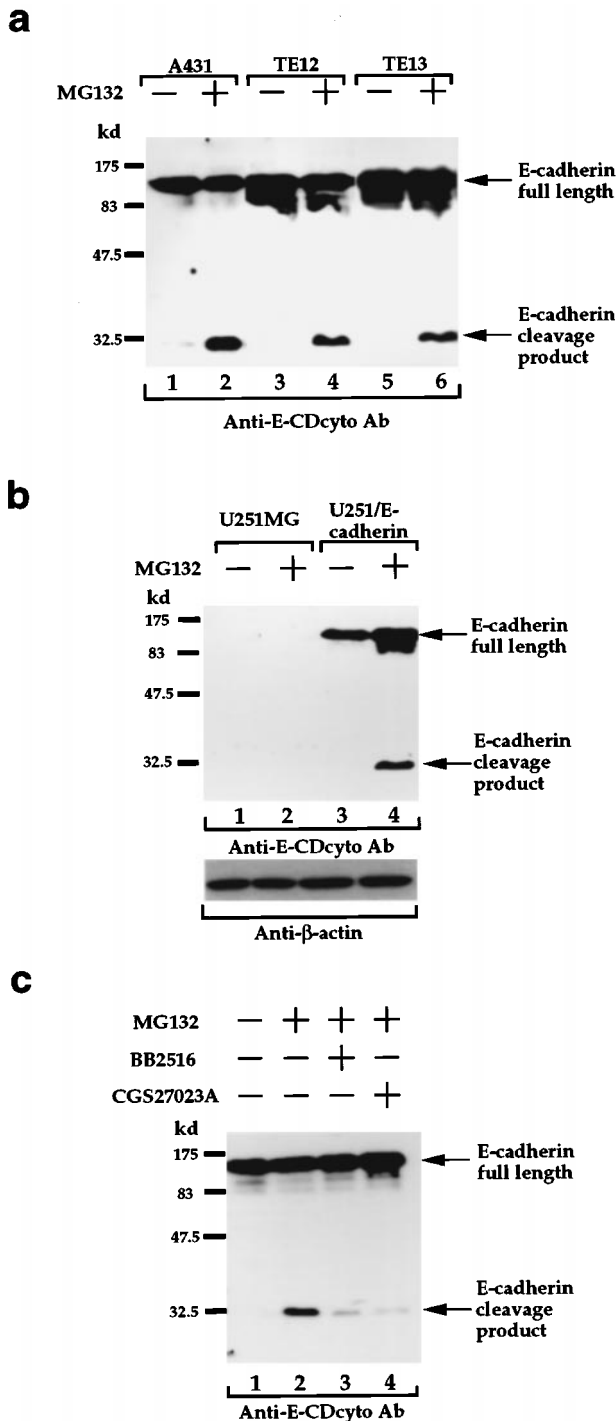 a
A431 TE12 TE13
MG132 − + − + − +
kd
175
83
47.5
32.5
E-cadherin
full length
E-cadherin
cleavage
product
1 2 3 4 5 6
Anti-E-CDcyto Ab
b
U251MG U251/E-
cadherin
MG132 − + − +
kd
175
83
47.5
32.5
E-cadherin
full length
E-cadherin
cleavage
product
1 2 3 4
Anti-E-CDcyto Ab
Anti-β-actin
c
MG132 − + + +
BB2516 − − + −
CGS27023A − − − +
kd
175
83
47.5
32.5
E-cadherin
full length
E-cadherin
cleavage
product
1 2 3 4
Anti-E-CDcyto Ab